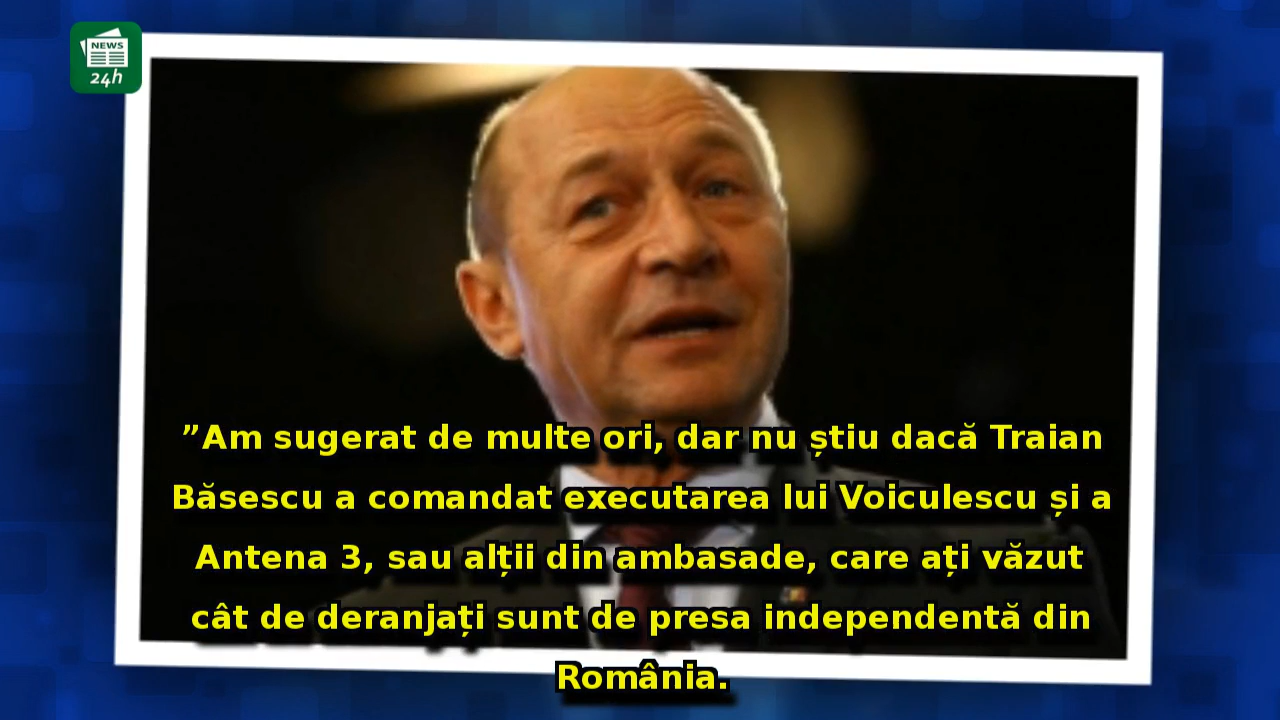 NEWS
24h
”Am sugerat de multe ori, dar nu știu dacă Traian
Băsescu a comandat executarea lui Voiculescu și a
Antena 3, sau alții din ambasade, care ați văzut
cât de deranjați sunt de presa independentă din
România.